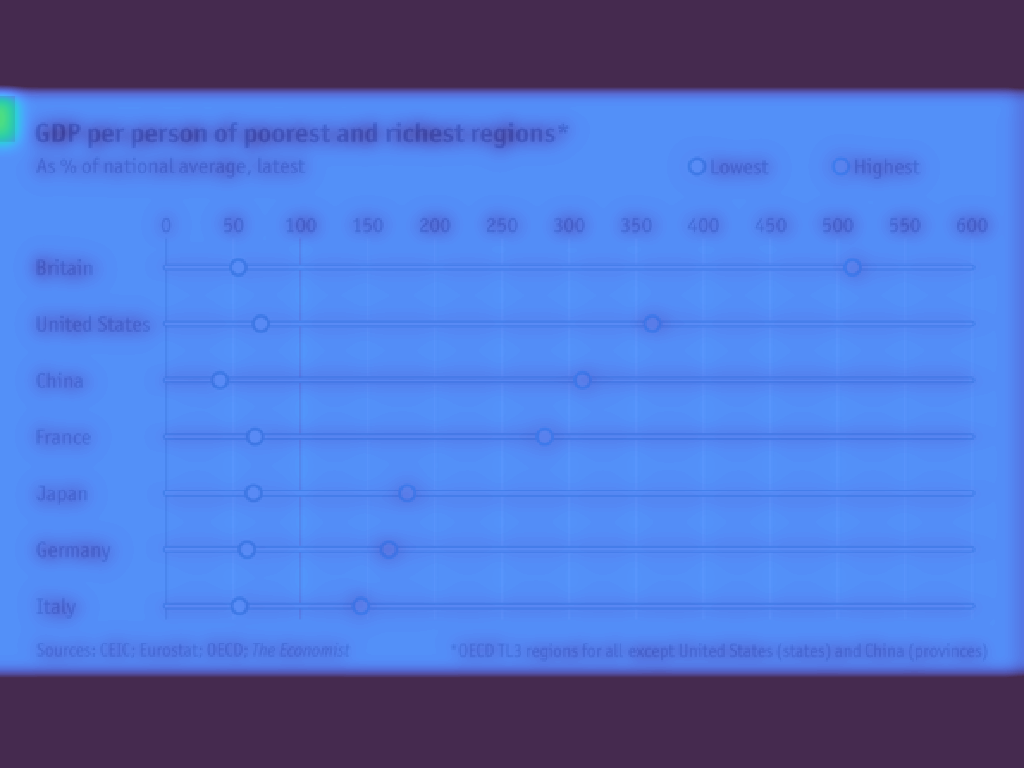 GDP per person of poorest and richest regions*
As % of national average, latest
Lowest Highest
0 50 100 150 200 250 300 350 400 450 500 550 600
Britain
United States
China
France
Japan
Germany
Italy
Sources: CEIC; Eurostat; OECD; The Economist
*OECD TL3 regions for all except United States (states) and China (provinces)